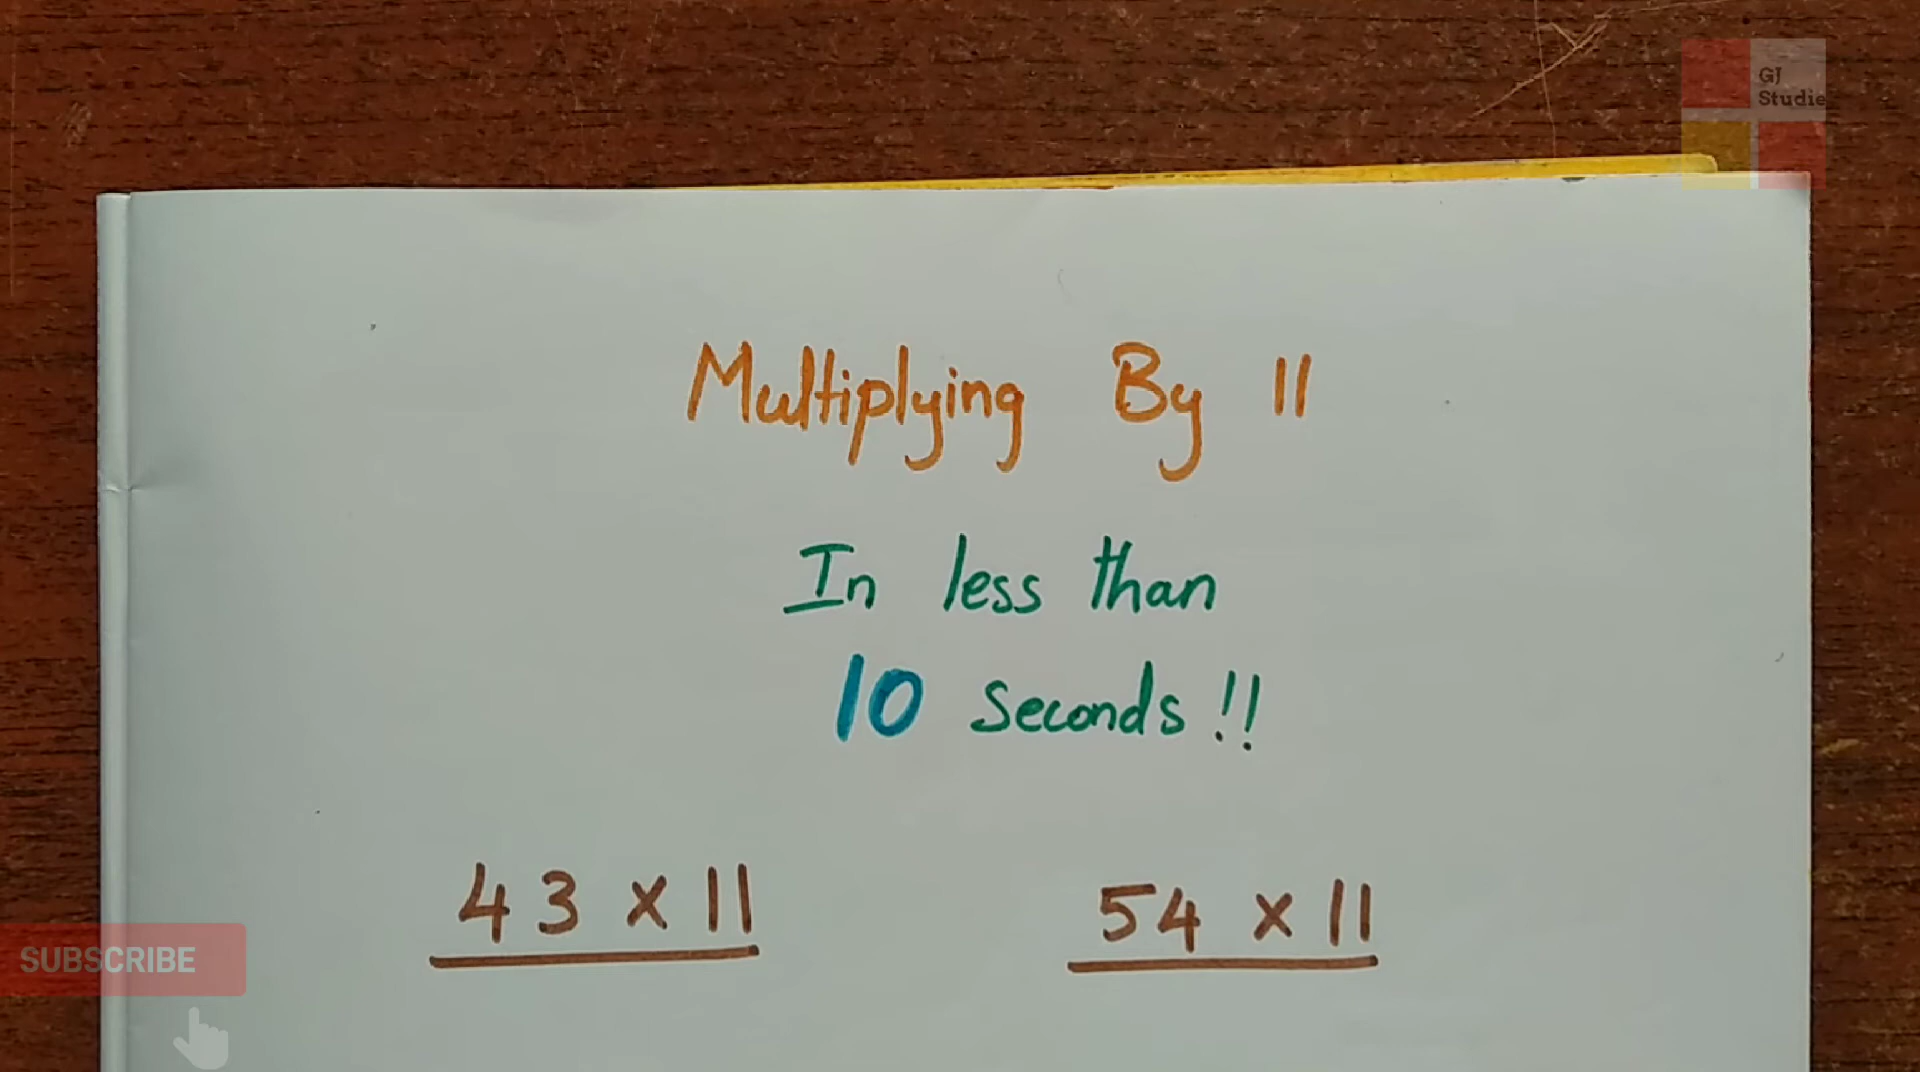 GJ
Studie
Multiplying By 11
In less than
10 seconds!!
43 x 11
54 x 11
SUBSCRIBE